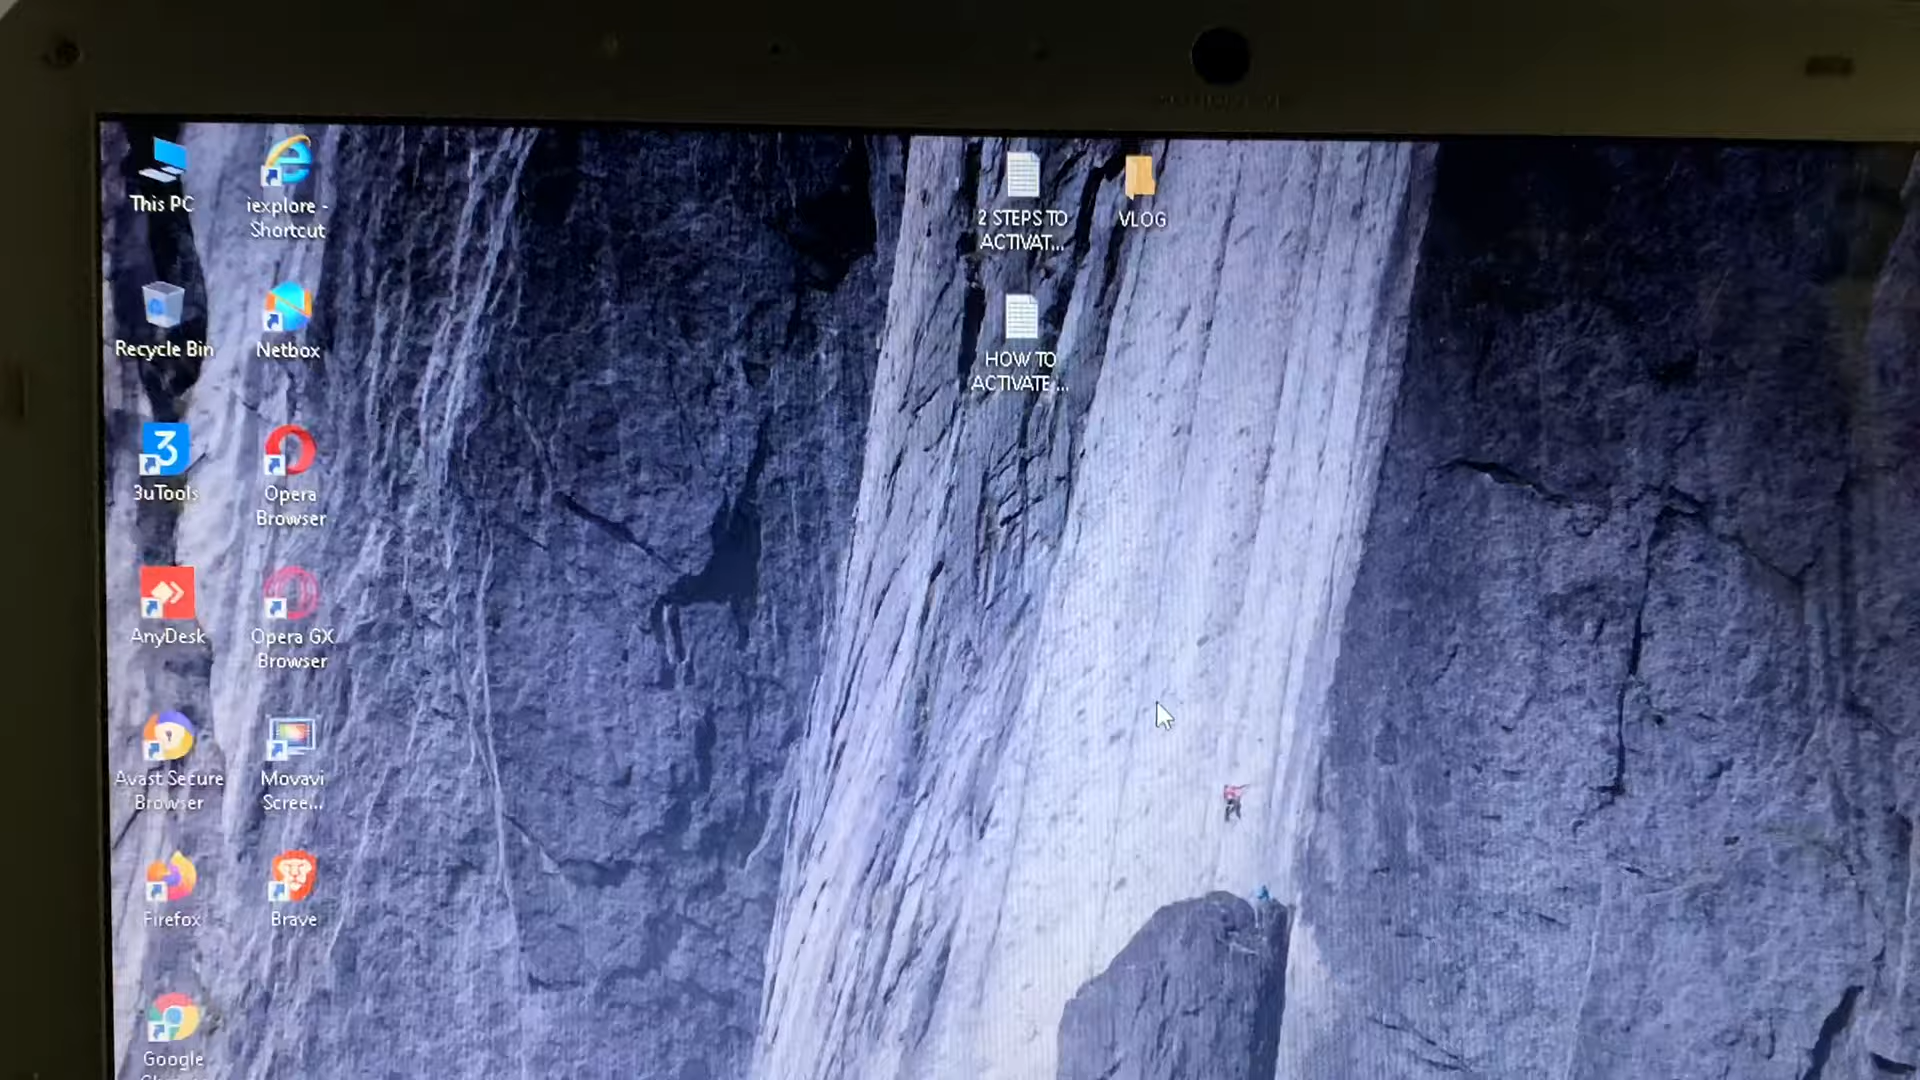 This PC
iexplore -
Shortcut
Recycle Bin
Netbox
3
3uTools
Opera
Browser
AnyDesk
Opera GX
Browser
Avast Secure
Browser
Movavi
Scree...
Firefox
Brave
Google
2 STEPS TO
ACTIVAT...
VLOG
HOW TO
ACTIVATE ...